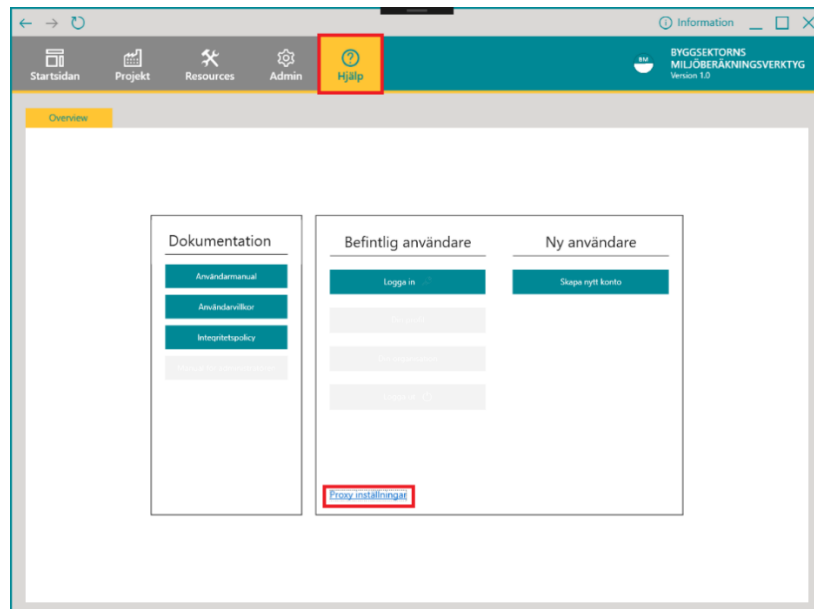 Information
Startsidan
Projekt
Resources
Admin
Hjälp
BM
BYGGSEKTORNS
MILJÖBERÄKNINGSVERKTYG
Version 1.0
Overview
Dokumentation
Användarmanual
Användarvillkor
Integritetspolicy
Befintlig användare
Logga in
Ny användare
Skapa nytt konto
Proxy inställningar